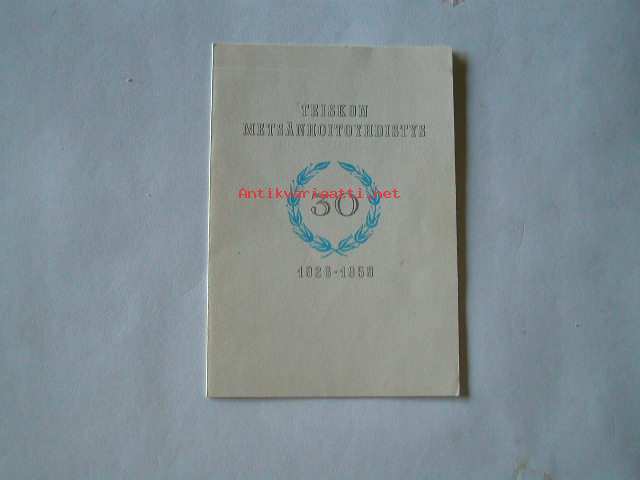 TEISKON
METSÄNHOITOYHDISTYS
Antikvariaatti.net
30
1928-1958